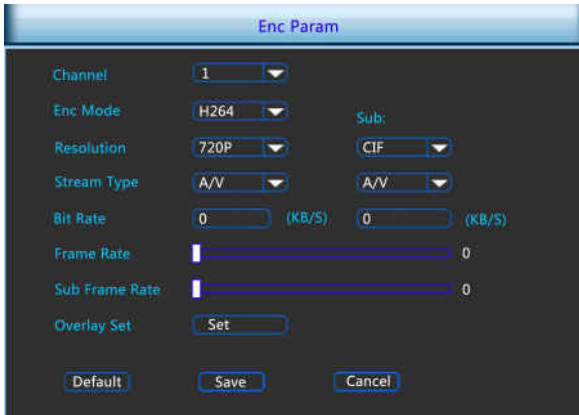 Enc Param
Channel 1
Enc Mode H264
Sub:
Resolution 720P CIF
Stream Type A/V A/V
Bit Rate 0 (KB/S) 0 (KB/S)
Frame Rate 0
Sub Frame Rate 0
Overlay Set Set
Default Save Cancel